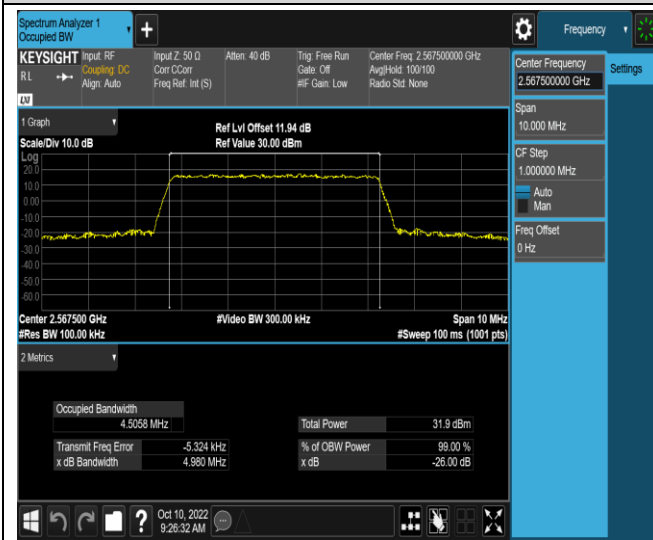 Spectrum Analyzer 1
Occupied BW
+
Frequency
KEYSIGHT
RL
LXI
Input: RF
Coupling: DC
Align: Auto
Input Z: 50 Ω
Corr CCorr
Freq Ref: Int (S)
Atten: 40 dB
Trig: Free Run
Gate: Off
#IF Gain: Low
Center Freq: 2.567500000 GHz
Avg|Hold: 100/100
Radio Std: None
Center Frequency
2.567500000 GHz
Settings
Span
10.000 MHz
CF Step
1.000000 MHz
Auto
Man
Freq Offset
0 Hz
1 Graph
Scale/Div 10.0 dB
Ref Lvl Offset 11.94 dB
Ref Value 30.00 dBm
Log
20.0
10.0
0.00
-10.0
-20.0
-30.0
-40.0
-50.0
-60.0
Center 2.567500 GHz
#Video BW 300.00 kHz
Span 10 MHz
#Res BW 100.00 kHz
#Sweep 100 ms (1001 pts)
2 Metrics
Occupied Bandwidth
4.5058 MHz
Total Power 31.9 dBm
Transmit Freq Error -5.324 kHz
% of OBW Power 99.00 %
x dB Bandwidth 4.980 MHz
x dB -26.00 dB
?
Oct 10, 2022
9:26:32 AM